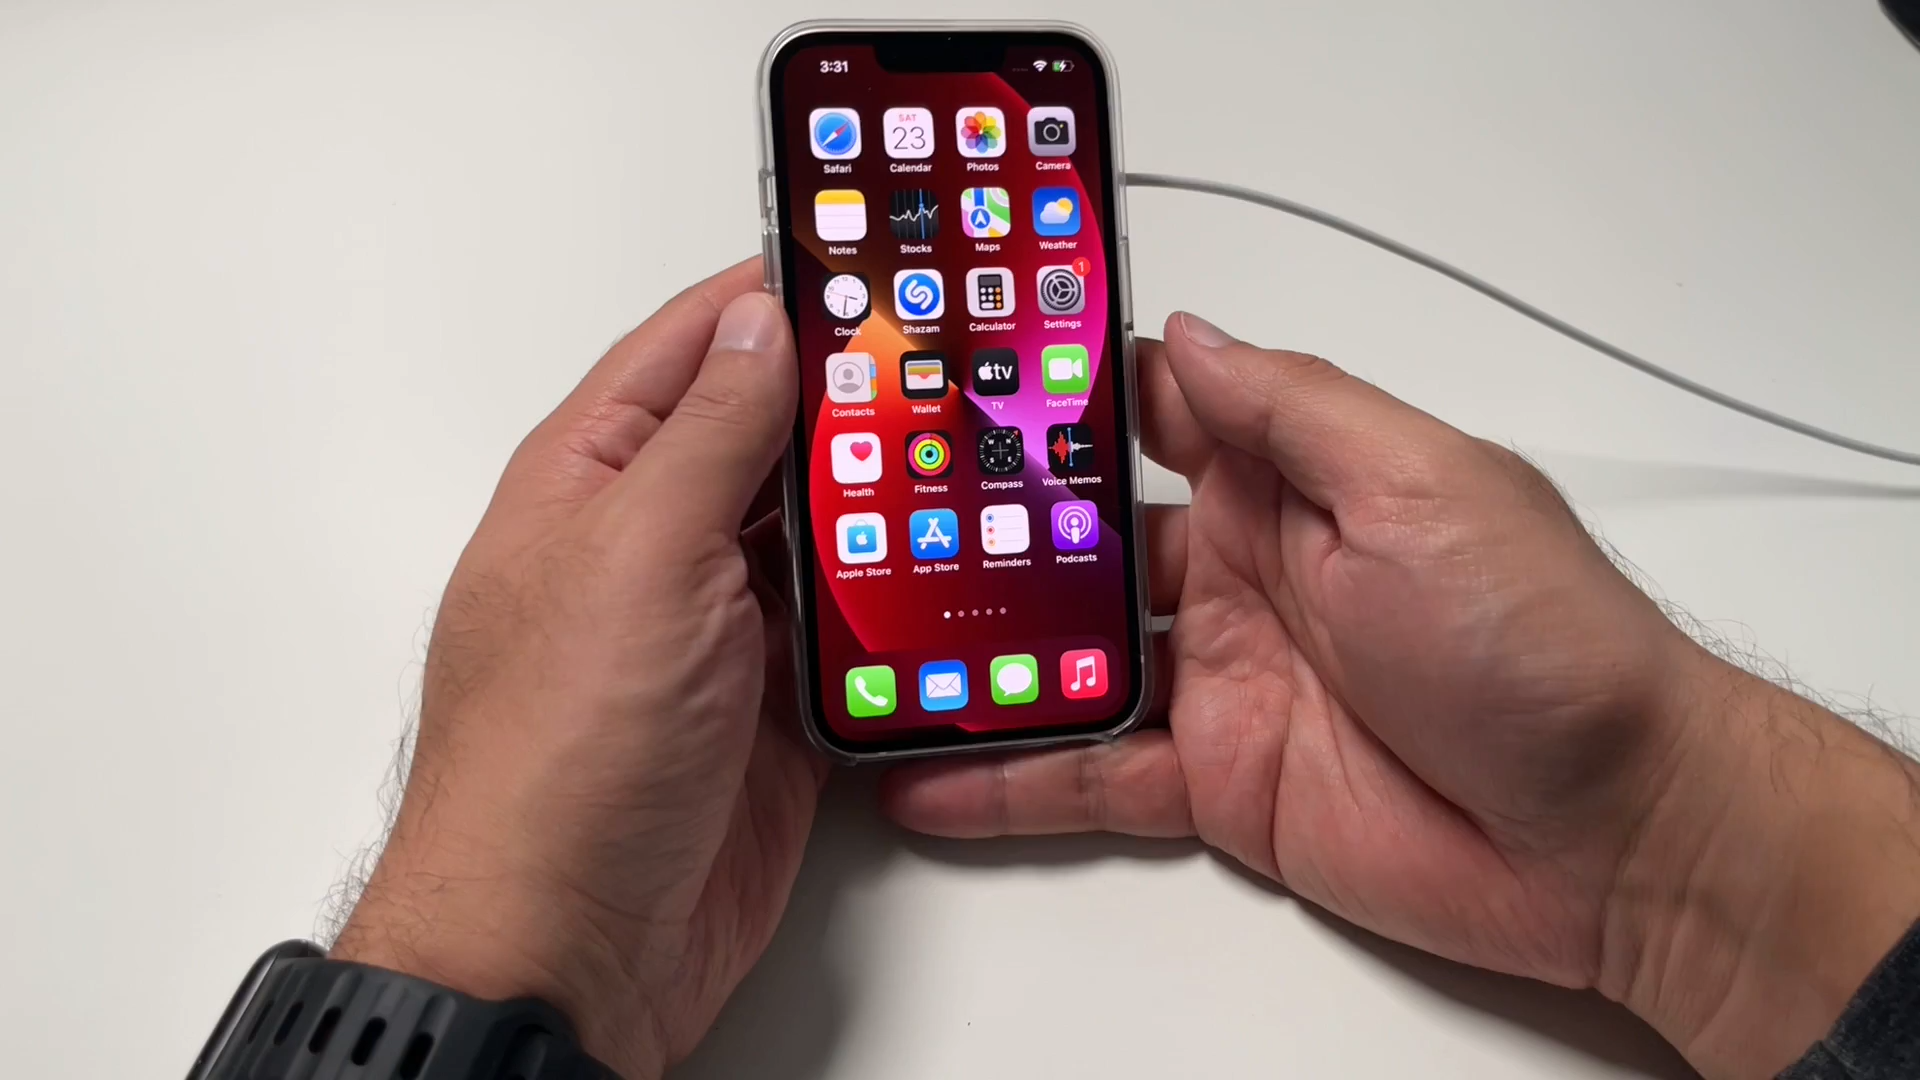 3:31
SAT
23
Safari Calendar Photos Camera
Notes Stocks Maps Weather
1
Clock Shazam Calculator Settings
tv
Contacts Wallet TV FaceTime
Health Fitness Compass Voice Memos
Apple Store App Store Reminders Podcasts